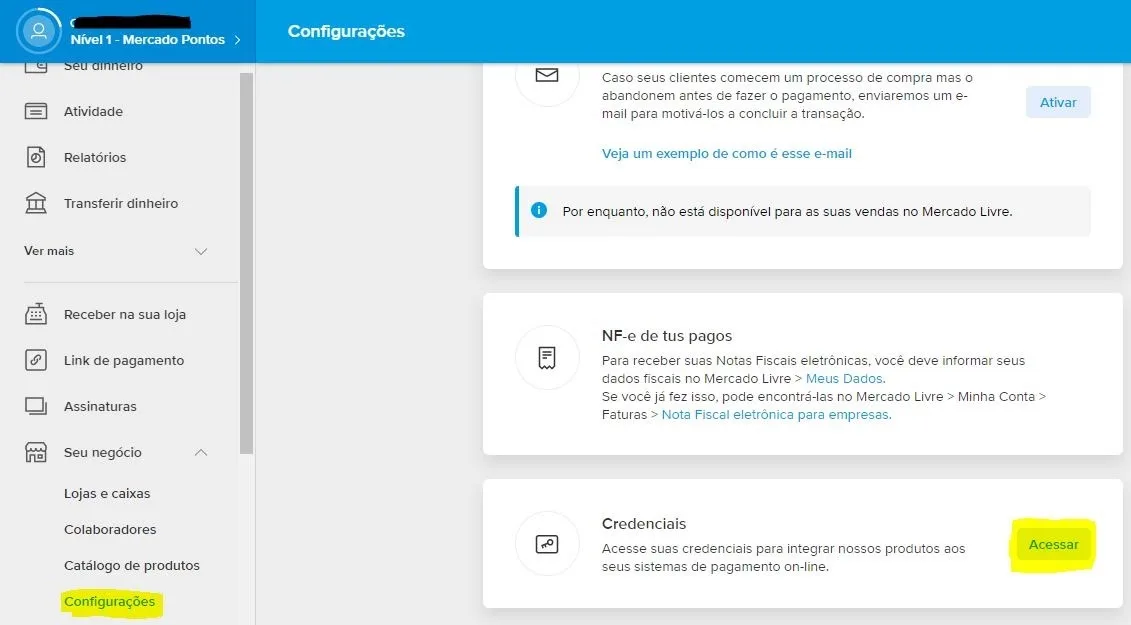 Nível 1 - Mercado Pontos
Configurações
Seu dinheiro
Atividade
Relatórios
Transferir dinheiro
Ver mais
Receber na sua loja
Link de pagamento
Assinaturas
Seu negócio
Lojas e caixas
Colaboradores
Catálogo de produtos
Configurações
Caso seus clientes comecem um processo de compra mas o
abandonem antes de fazer o pagamento, enviaremos um e-
mail para motivá-los a concluir a transação.
Ativar
Veja um exemplo de como é esse e-mail
Por enquanto, não está disponível para as suas vendas no Mercado Livre.
NF-e de tus pagos
Para receber suas Notas Fiscais eletrônicas, você deve informar seus
dados fiscais no Mercado Livre > Meus Dados.
Se você já fez isso, pode encontrá-las no Mercado Livre > Minha Conta >
Faturas > Nota Fiscal eletrônica para empresas.
Credenciais
Acesse suas credenciais para integrar nossos produtos aos
seus sistemas de pagamento on-line.
Acessar